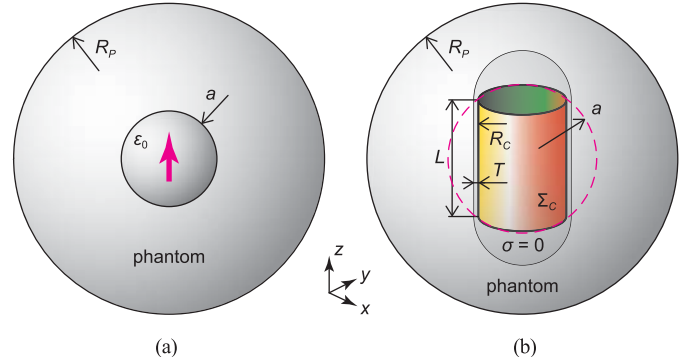 R_P
a
ε_0
phantom
(a)
z
y
x
R_P
a
R_C
L
T
Σ_C
σ = 0
phantom
(b)